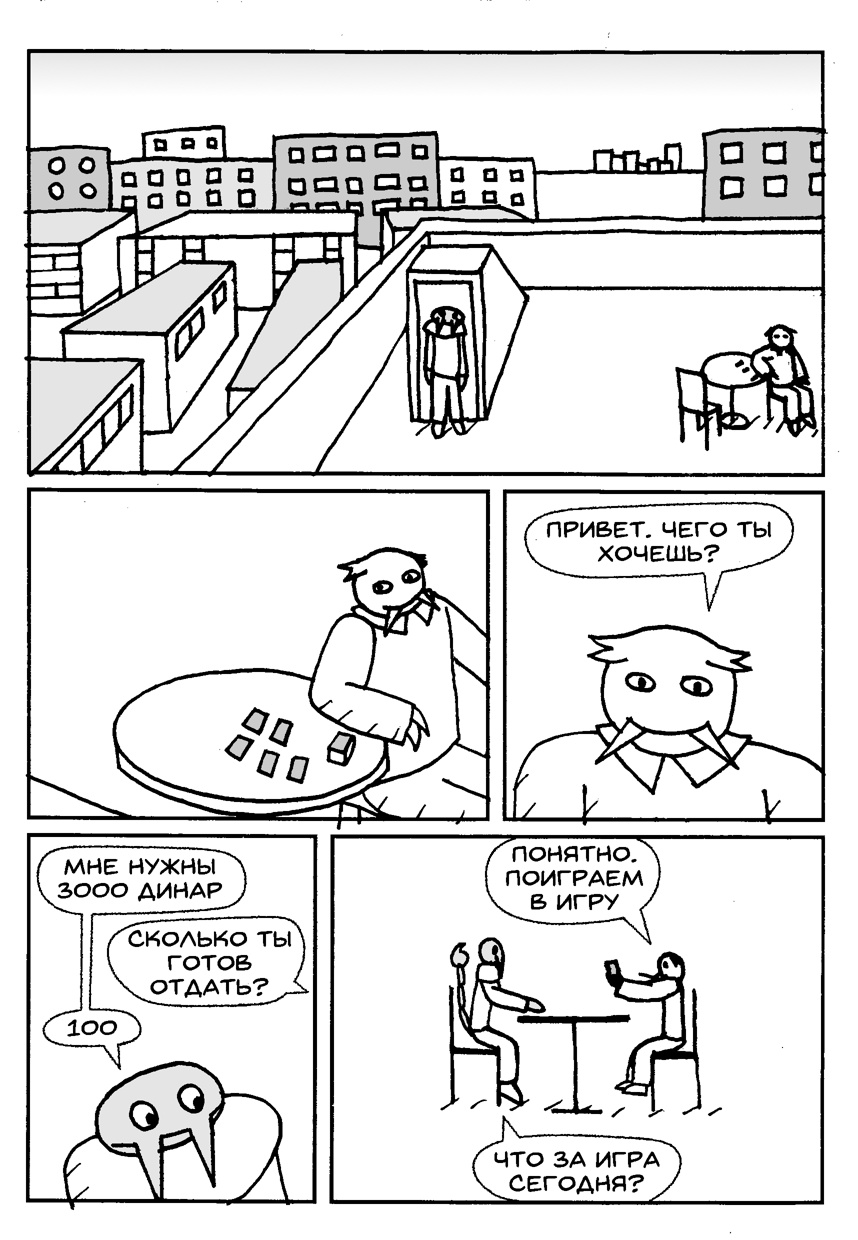 ПРИВЕТ. ЧЕГО ТЫ
ХОЧЕШЬ?
МНЕ НУЖНЫ
3000 ДИНАР
СКОЛЬКО ТЫ
ГОТОВ
ОТДАТЬ?
100
ПОНЯТНО.
ПОИГРАЕМ
В ИГРУ
ЧТО ЗА ИГРА
СЕГОДНЯ?